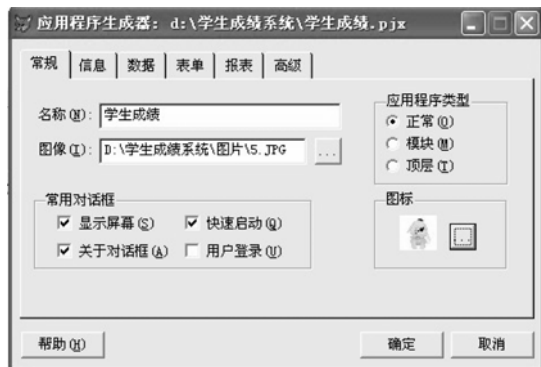 应用程序生成器: d:\学生成绩系统\学生成绩.pjx
常规 信息 数据 表单 报表 高级
名称(N): 学生成绩
图像(I): D:\学生成绩系统\图片\5.JPG ...
应用程序类型
正常(O)
模块(M)
顶层(T)
常用对话框
显示屏幕(S) 快速启动(Q)
关于对话框(A) 用户登录(U)
图标
...
帮助(H) 确定 取消